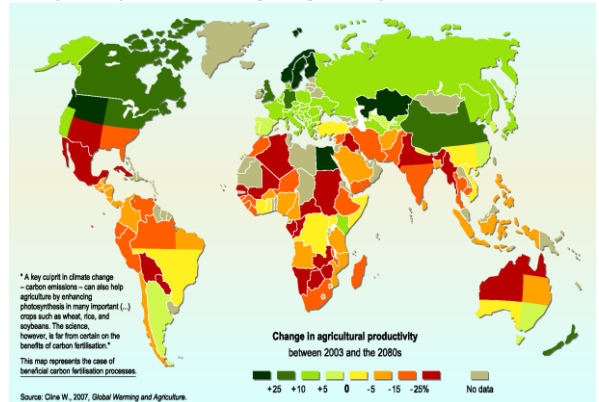 " A key culprit in climate change
– carbon emissions – can also help
agriculture by enhancing
photosynthesis in many important (...)
crops such as wheat, rice, and
soybeans. The science,
however, is far from certain on the
benefits of carbon fertilisation."
This map represents the case of
beneficial carbon fertilisation processes.
Source: Cline W., 2007, Global Warming and Agriculture.
Change in agricultural productivity
between 2003 and the 2080s
+25 +10 +5 0 -5 -15 -25% No data